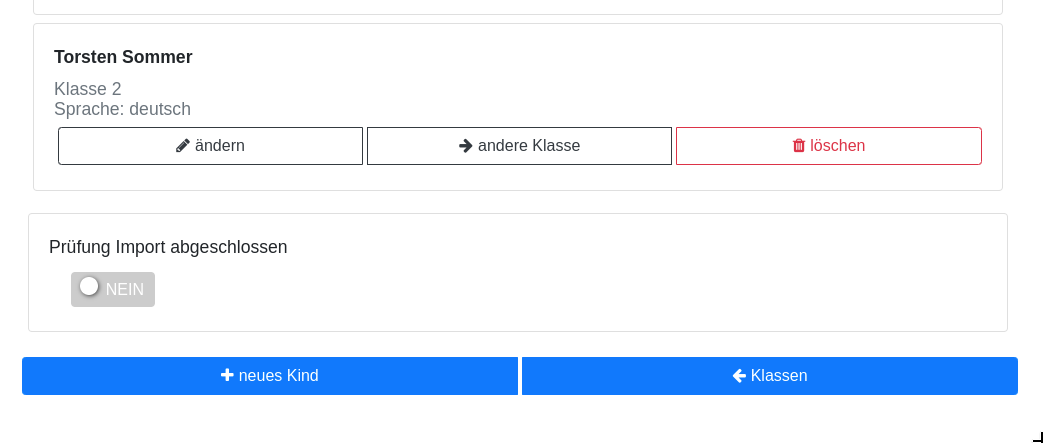 Torsten Sommer
Klasse 2
Sprache: deutsch
ändern
andere Klasse
löschen
Prüfung Import abgeschlossen
NEIN
neues Kind
Klassen